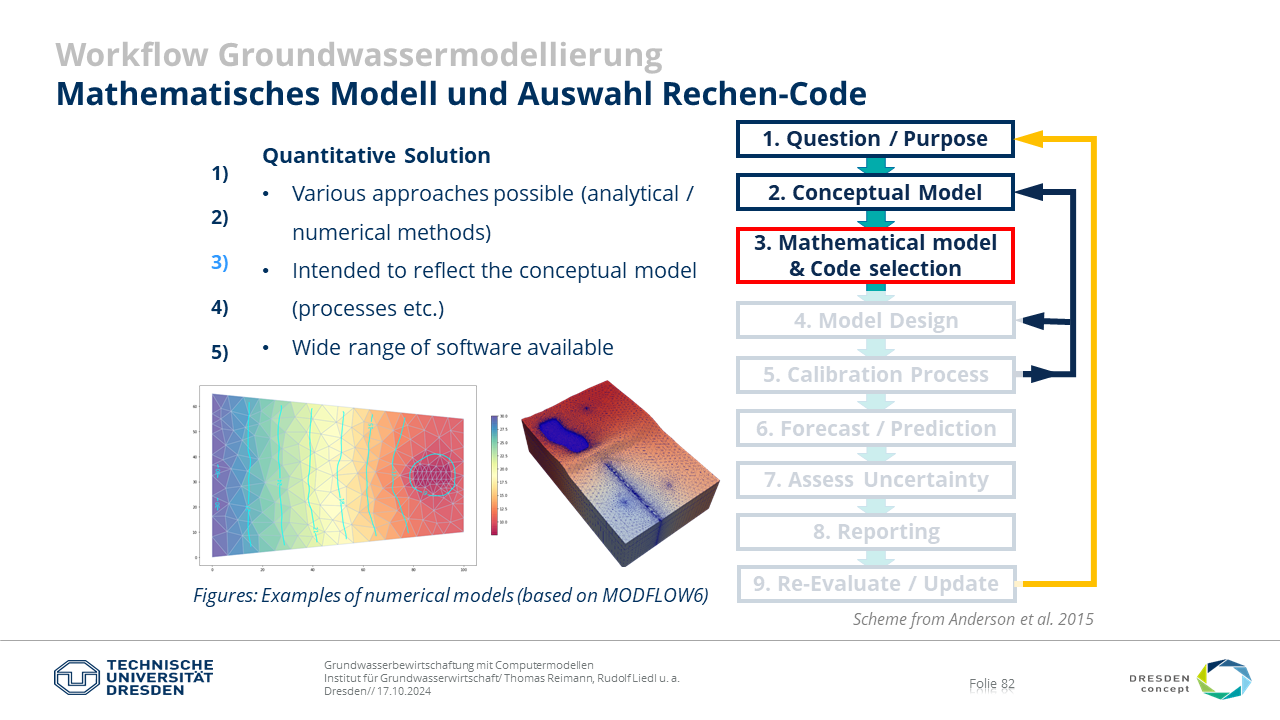 Workflow Groundwassermodellierung
Mathematisches Modell und Auswahl Rechen-Code
1)
2)
3)
4)
5)
Quantitative Solution
• Various approaches possible (analytical /
numerical methods)
• Intended to reflect the conceptual model
(processes etc.)
• Wide range of software available
Figures: Examples of numerical models (based on MODFLOW6)
1. Question / Purpose
2. Conceptual Model
3. Mathematical model
& Code selection
4. Model Design
5. Calibration Process
6. Forecast / Prediction
7. Assess Uncertainty
8. Reporting
9. Re-Evaluate / Update
Scheme from Anderson et al. 2015
TECHNISCHE
UNIVERSITÄT
DRESDEN
Grundwasserbewirtschaftung mit Computermodellen
Institut für Grundwasserwirtschaft/ Thomas Reimann, Rudolf Liedl u. a.
Dresden// 17.10.2024
Folie 82
DRESDEN
concept